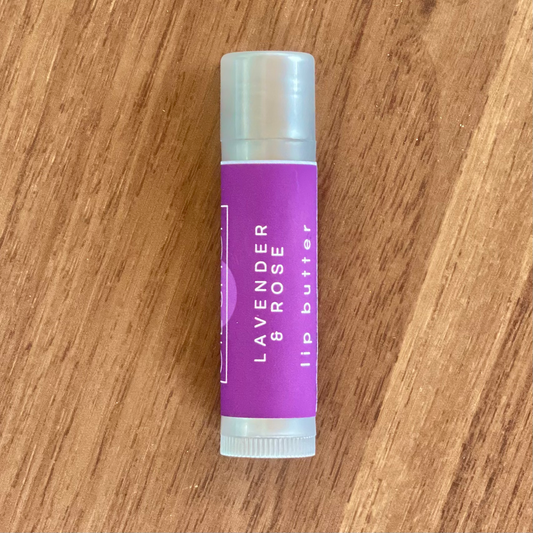 LAVENDER
& ROSE
lip butter